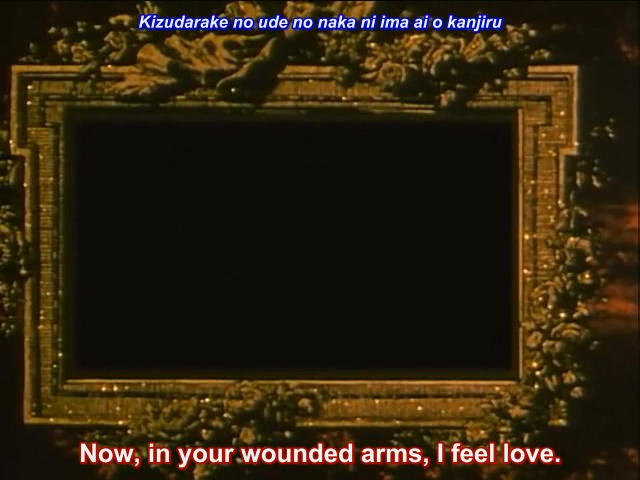 Kizudarake no ude no naka ni ima ai o kanjiru
Now, in your wounded arms, I feel love.